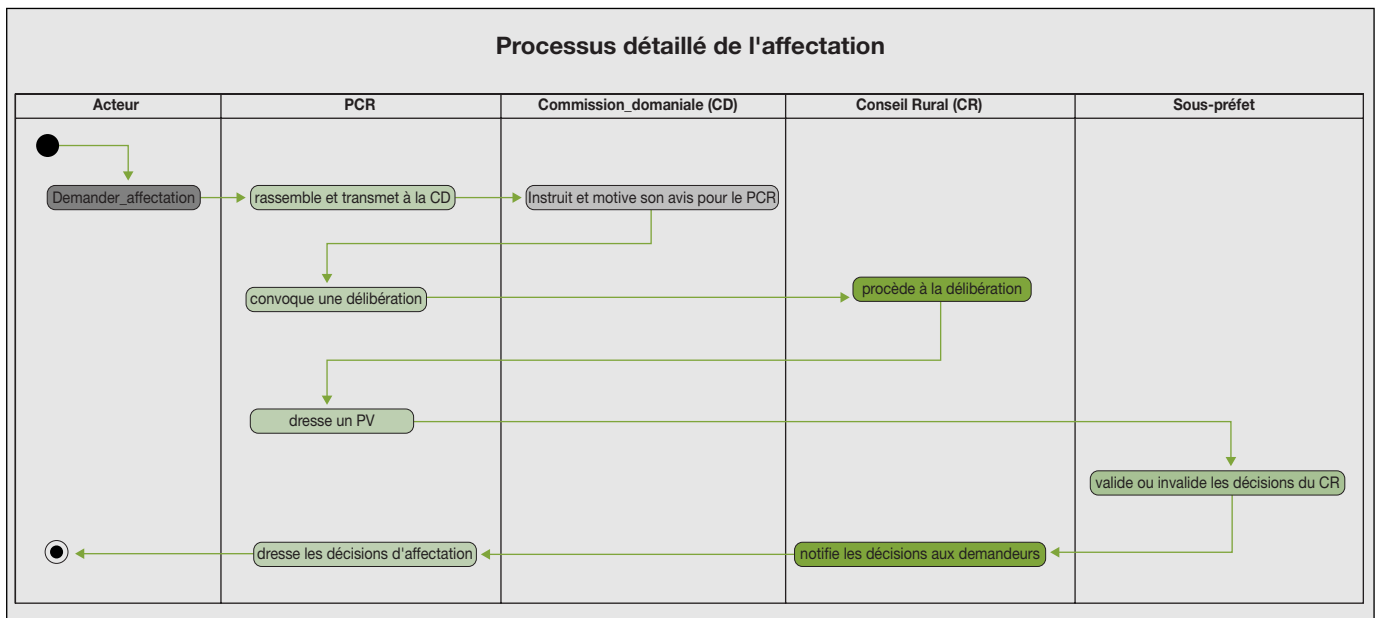 Processus détaillé de l'affectation
Acteur
PCR
Commission_domaniale (CD)
Conseil Rural (CR)
Sous-préfet
Demander_affectation
rassemble et transmet à la CD
Instruit et motive son avis pour le PCR
convoque une délibération
procède à la délibération
dresse un PV
valide ou invalide les décisions du CR
dresse les décisions d'affectation
notifie les décisions aux demandeurs